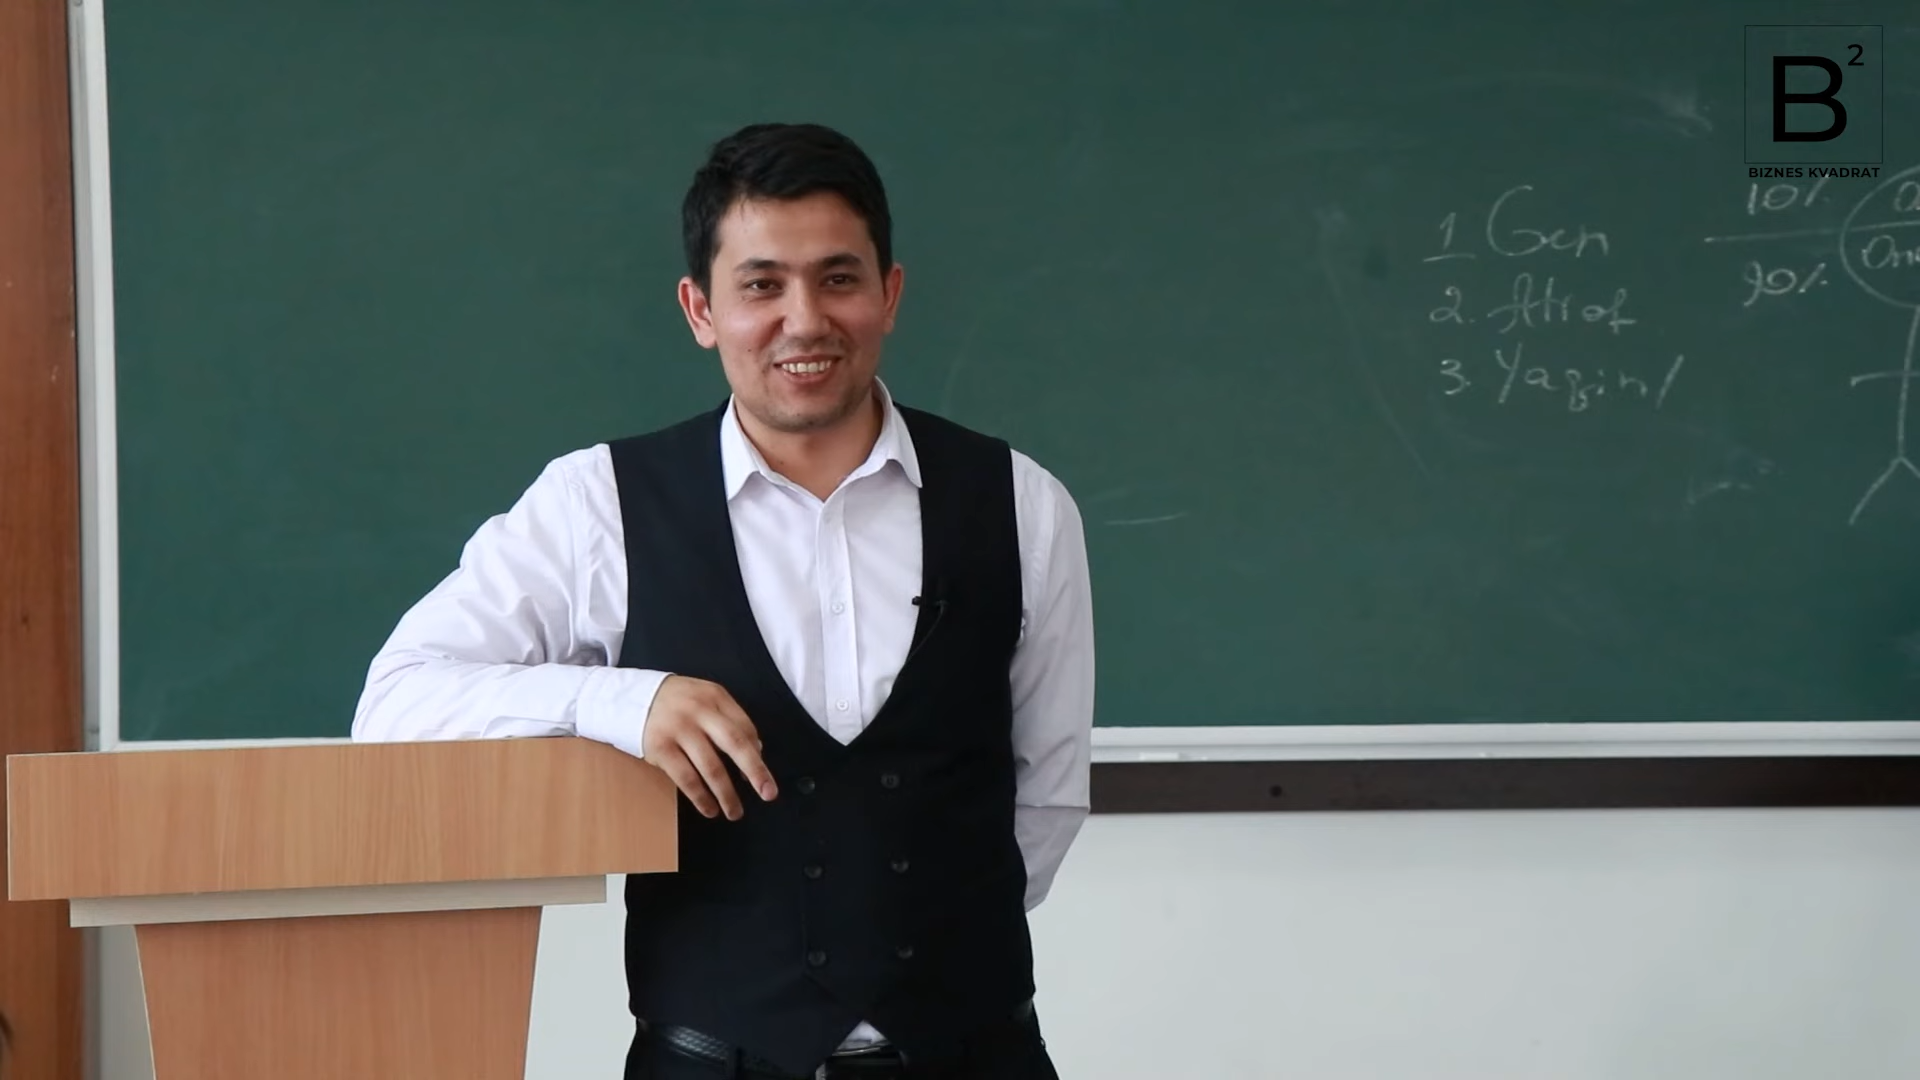 B²
BIZNES KVADRAT
1 Gen
2. Atrof
3. Yaqin
10%
90%